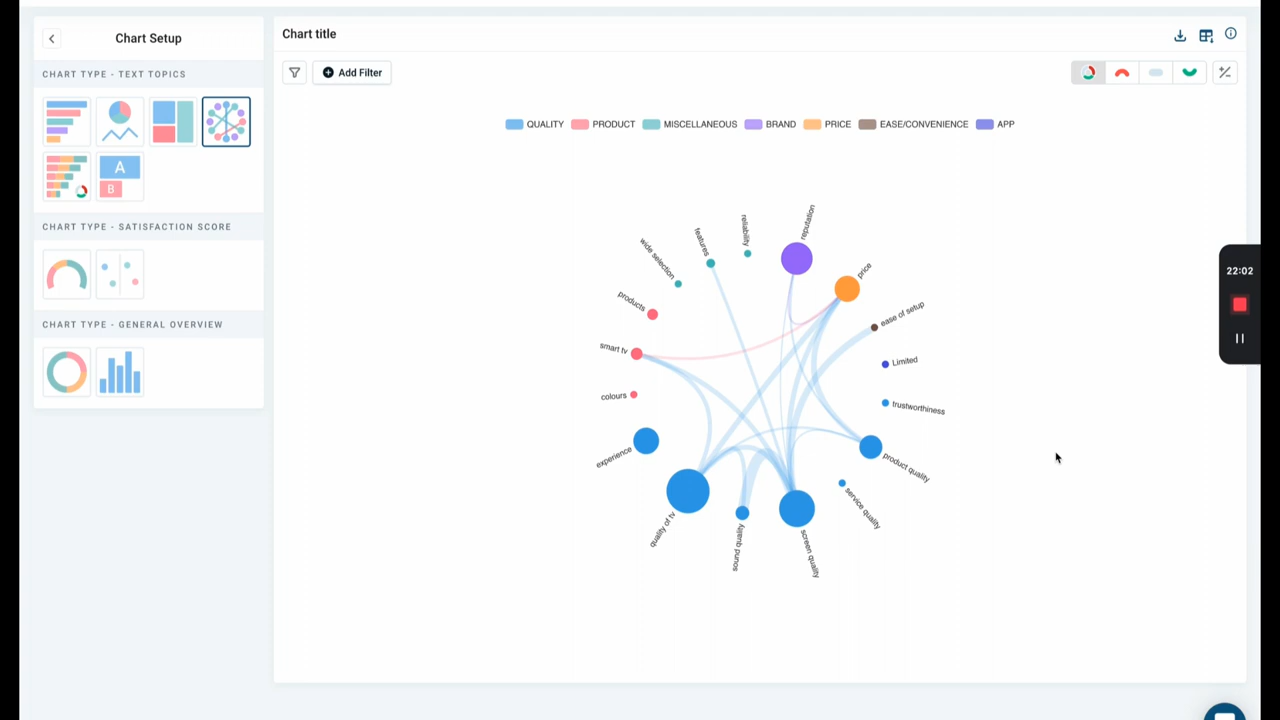 Chart Setup
CHART TYPE - TEXT TOPICS
A
B
CHART TYPE - SATISFACTION SCORE
CHART TYPE - GENERAL OVERVIEW
Chart title
Add Filter
QUALITY PRODUCT MISCELLANEOUS BRAND PRICE EASE/CONVENIENCE APP
reputation
price
ease of setup
Limited
trustworthiness
product quality
service quality
screen quality
sound quality
quality of tv
experience
colours
smart tv
products
wide selection
features
reliability
22:02